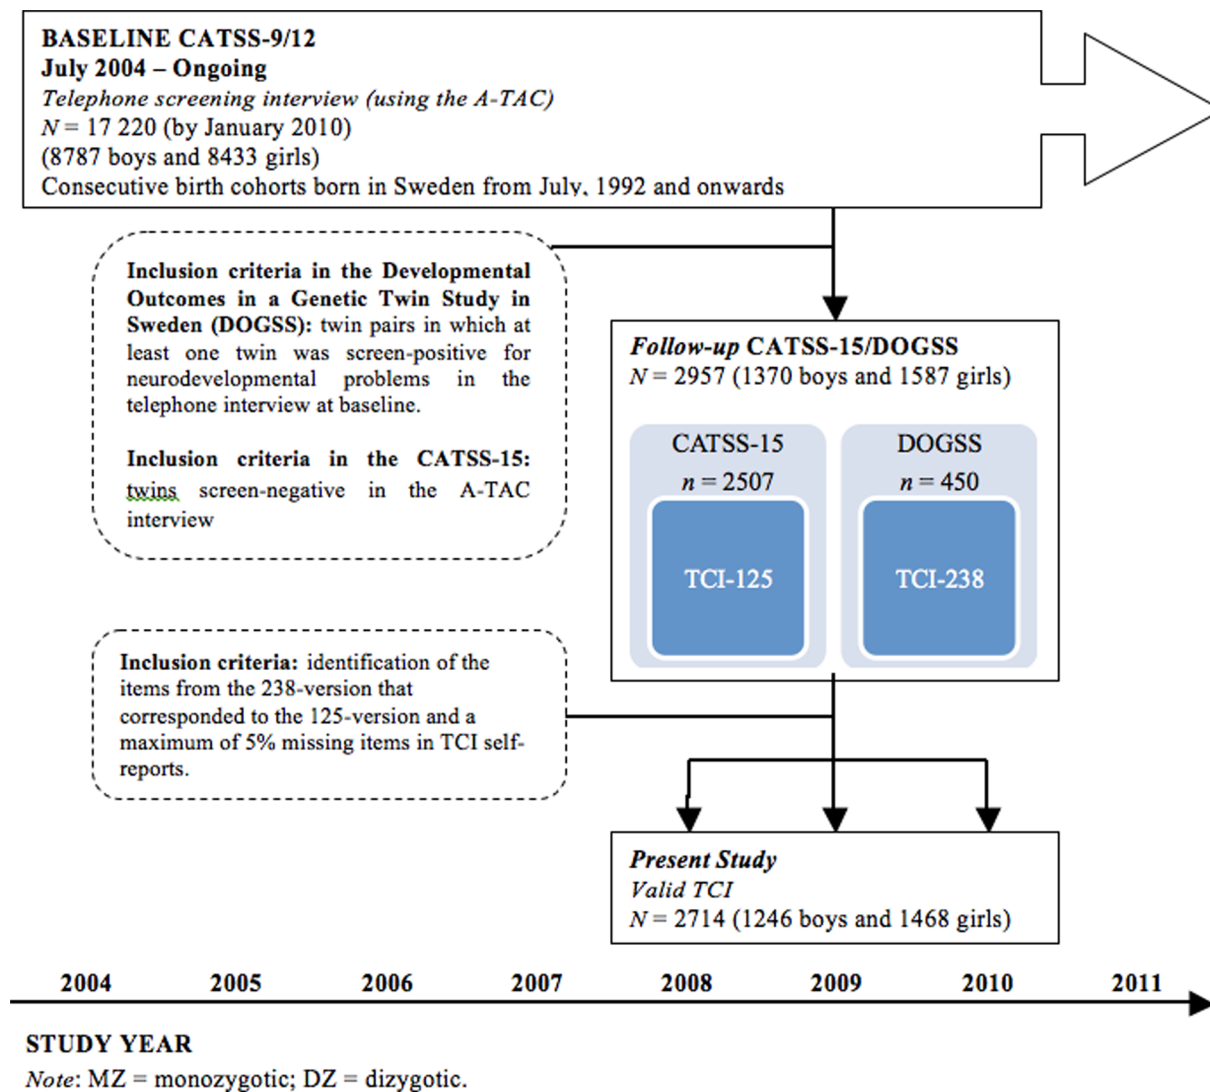 BASELINE CATSS-9/12
July 2004 – Ongoing
Telephone screening interview (using the A-TAC)
N = 17 220 (by January 2010)
(8787 boys and 8433 girls)
Consecutive birth cohorts born in Sweden from July, 1992 and onwards
Inclusion criteria in the Developmental
Outcomes in a Genetic Twin Study in
Sweden (DOGSS): twin pairs in which at
least one twin was screen-positive for
neurodevelopmental problems in the
telephone interview at baseline.
Inclusion criteria in the CATSS-15:
twins screen-negative in the A-TAC
interview
Follow-up CATSS-15/DOGSS
N = 2957 (1370 boys and 1587 girls)
CATSS-15
n = 2507
TCI-125
DOGSS
n = 450
TCI-238
Inclusion criteria: identification of the
items from the 238-version that
corresponded to the 125-version and a
maximum of 5% missing items in TCI self-
reports.
Present Study
Valid TCI
N = 2714 (1246 boys and 1468 girls)
2004 2005 2006 2007 2008 2009 2010 2011
STUDY YEAR
Note: MZ = monozygotic; DZ = dizygotic.